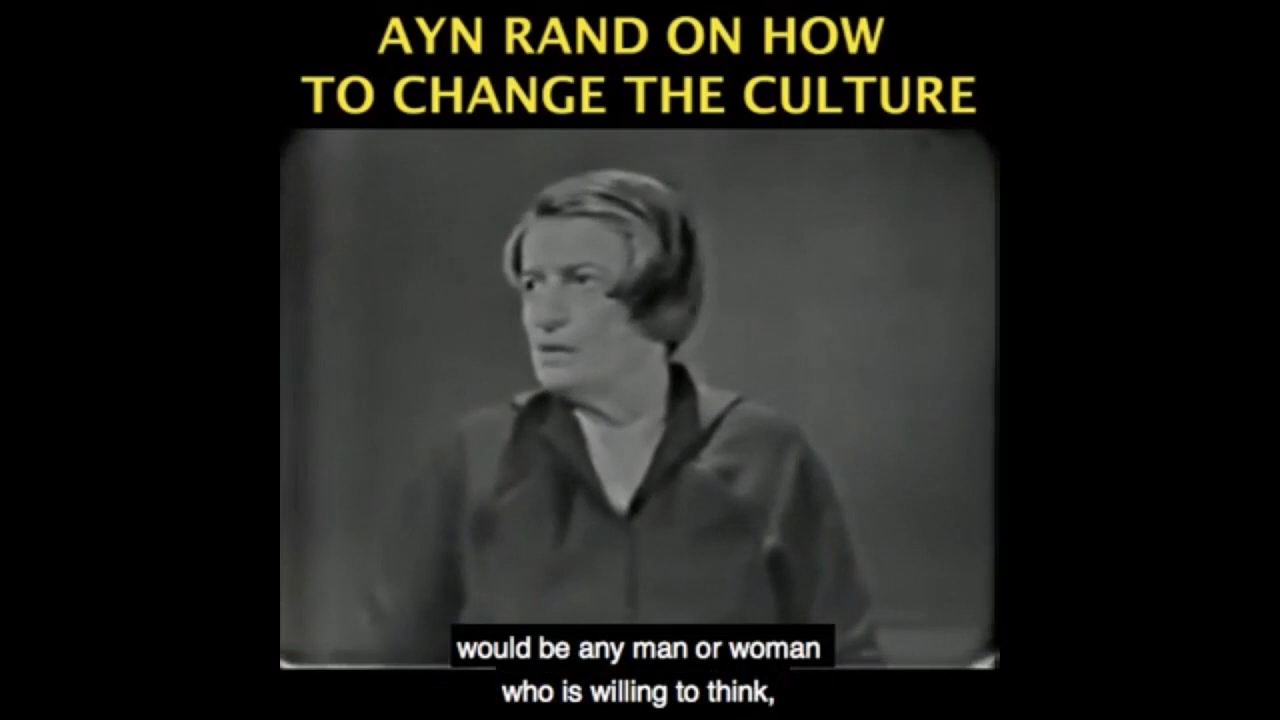 AYN RAND ON HOW
TO CHANGE THE CULTURE
would be any man or woman
who is willing to think,